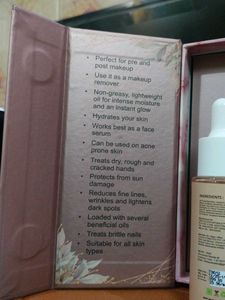 • Perfect for pre and
post makeup
• Use it as a makeup
remover
• Non-greasy, lightweight
oil for intense moisture
and an instant glow
• Hydrates your skin
• Works best as a face
serum
• Can be used on acne
prone skin
• Treats dry, rough and
cracked hands
• Protects from sun
damage
• Reduces fine lines,
wrinkles and lightens
dark spots
• Loaded with several
beneficial oils
• Treats brittle nails
• Suitable for all skin
types
INGREDIENTS: